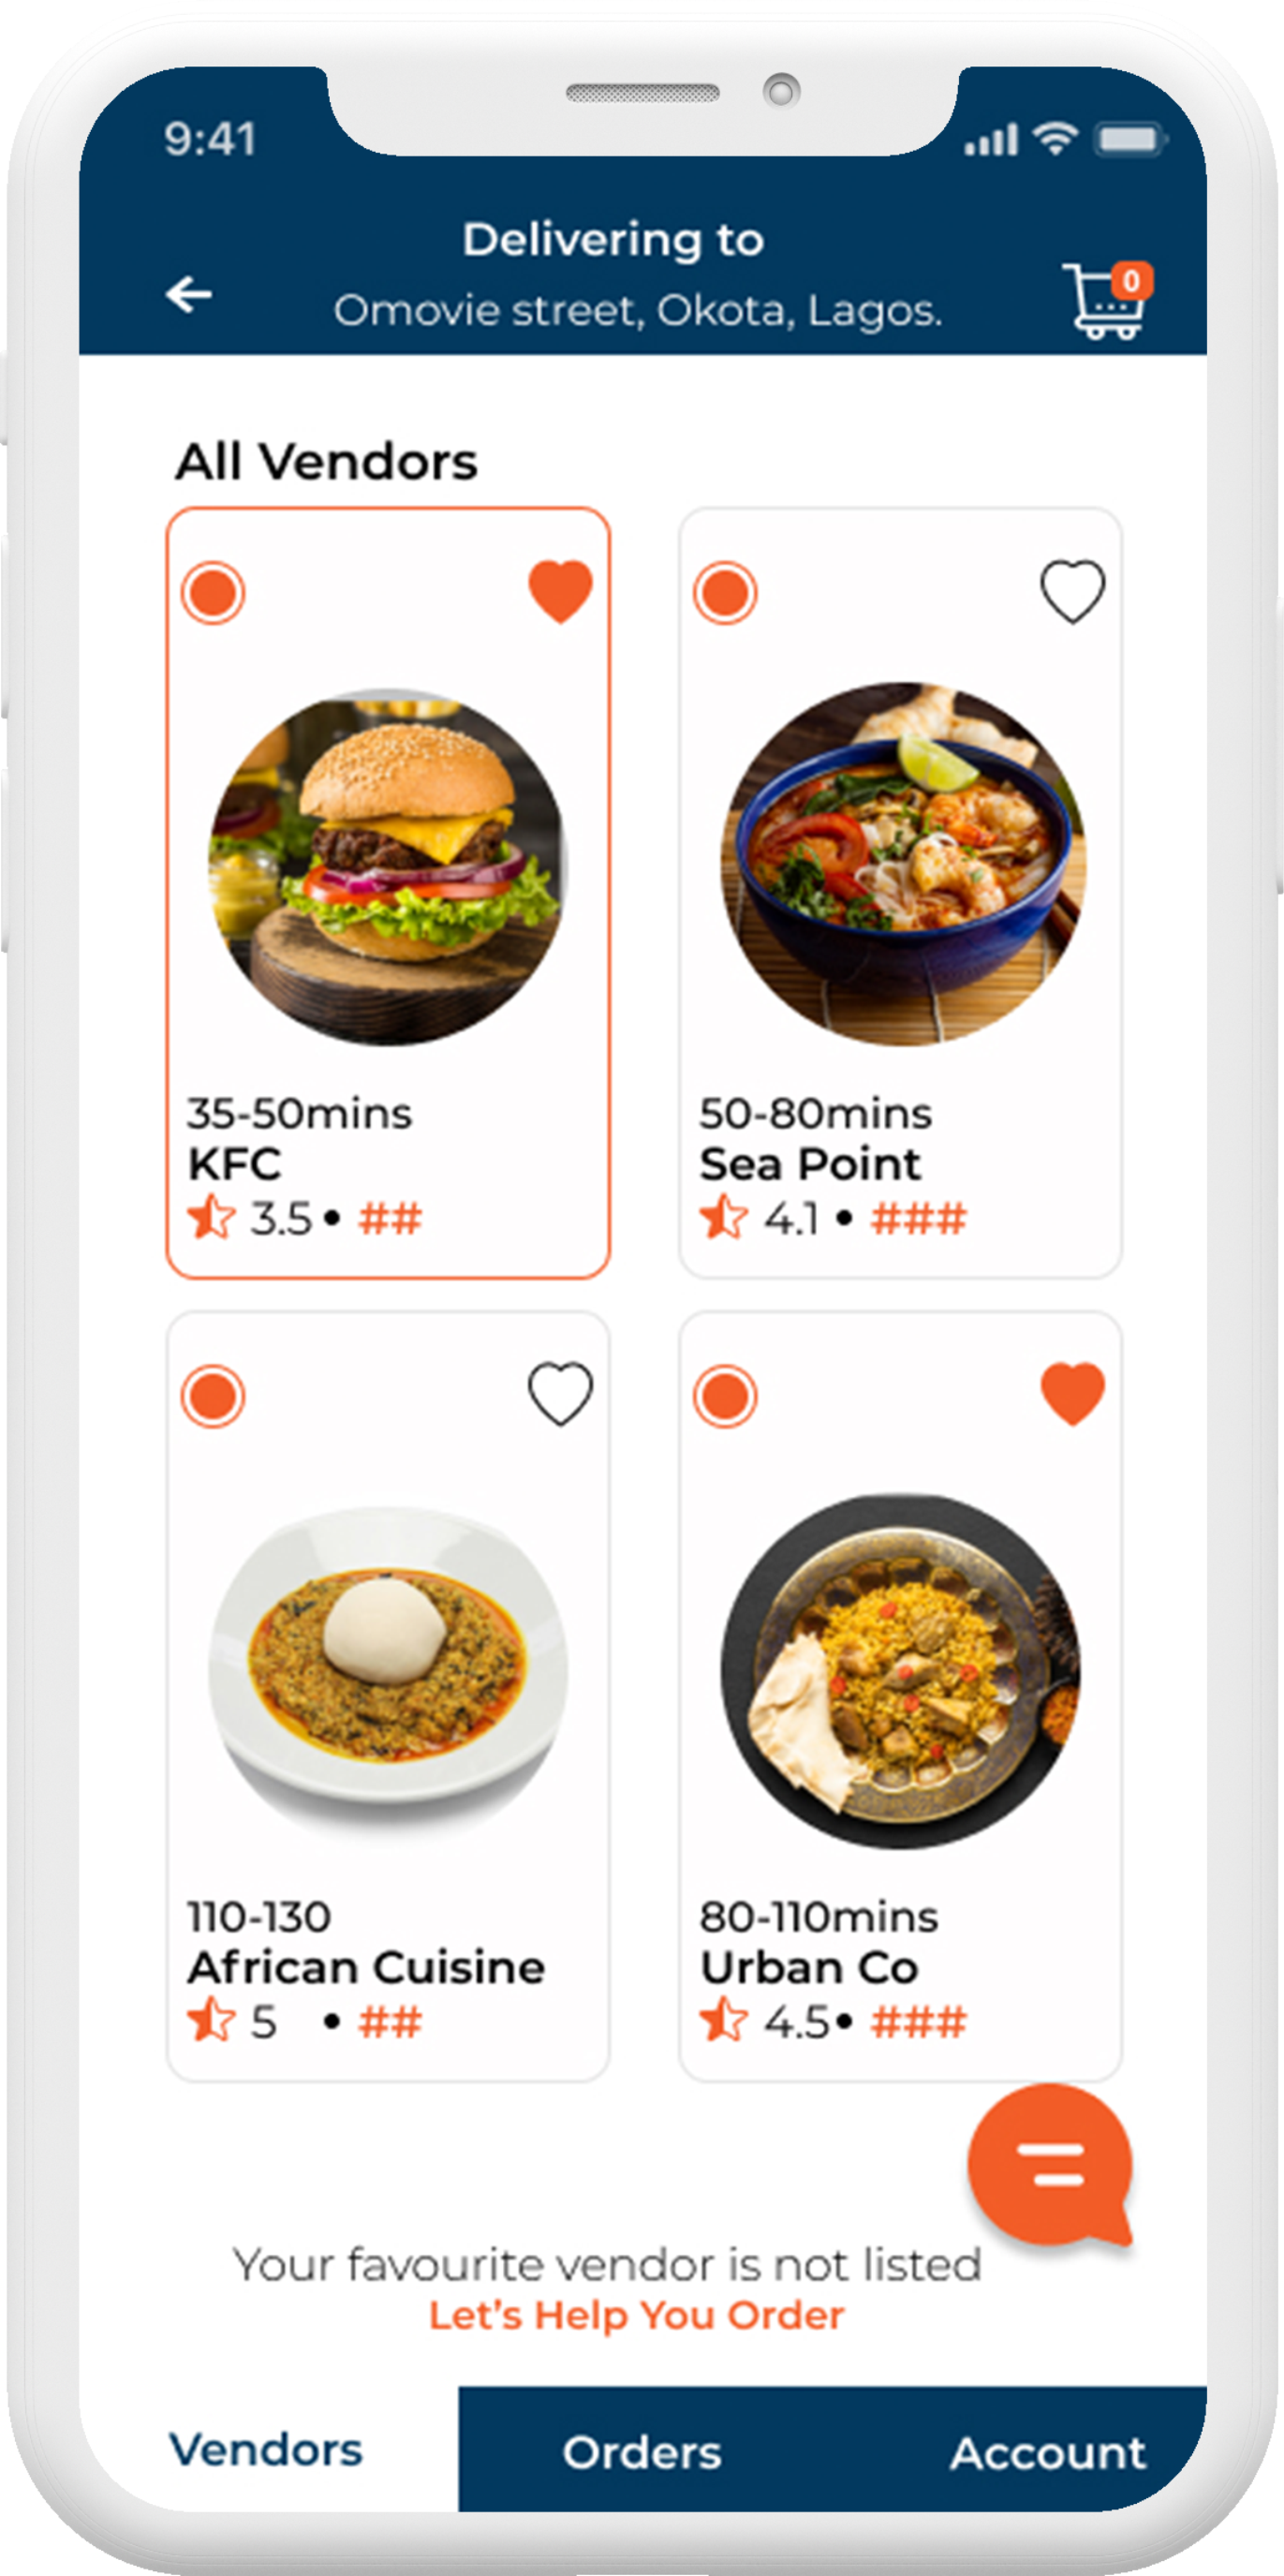 9:41
Delivering to
Omovie street, Okota, Lagos.
0
All Vendors
35-50mins
KFC
3.5 • ##
50-80mins
Sea Point
4.1 • ###
110-130
African Cuisine
5 • ##
80-110mins
Urban Co
4.5 • ###
Your favourite vendor is not listed
Let's Help You Order
Vendors
Orders
Account